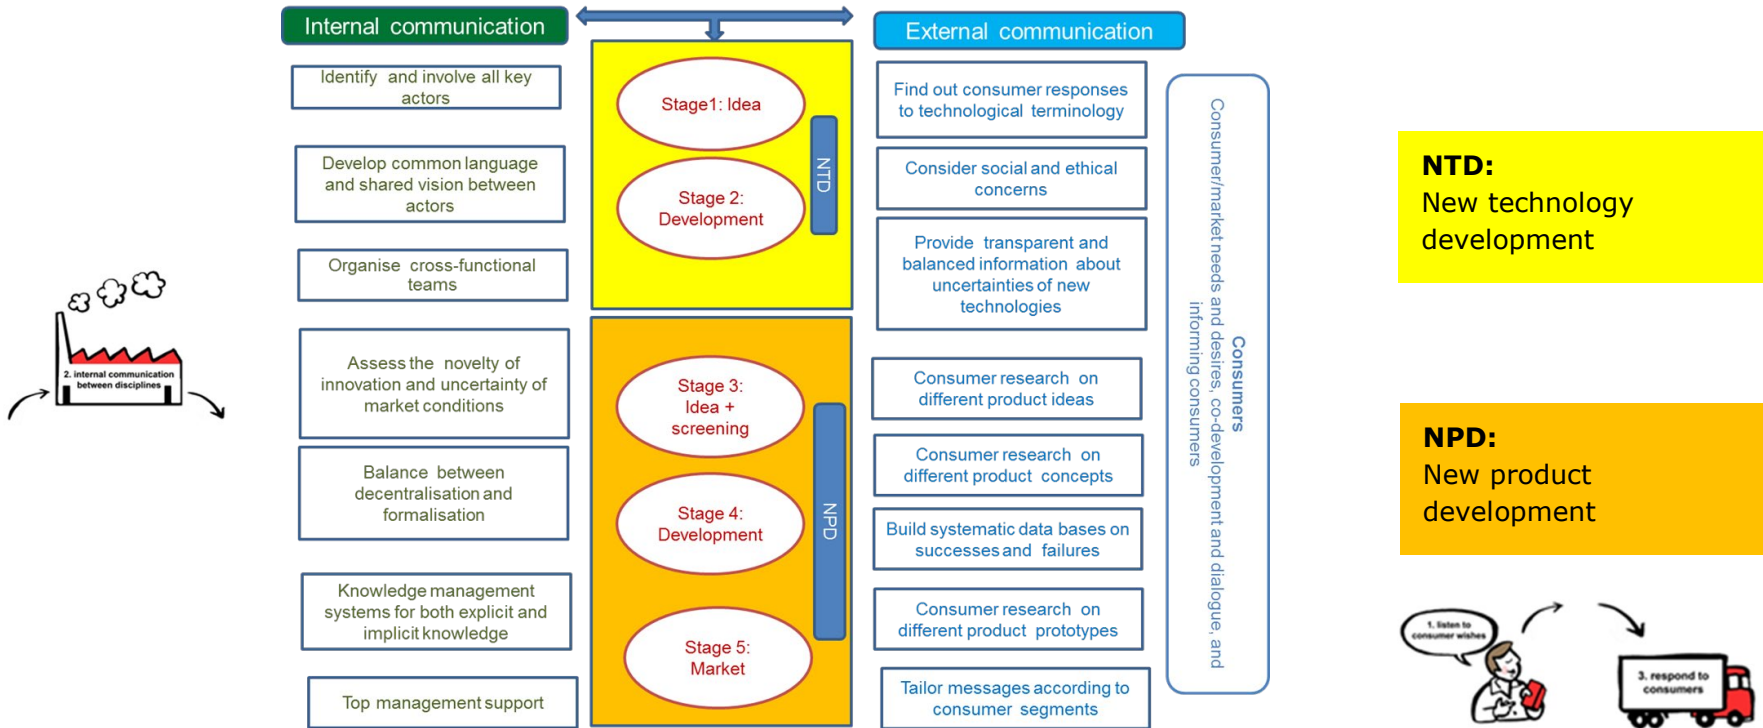 Internal communication
External communication
Identify and involve all key
actors
Develop common language
and shared vision between
actors
Organise cross-functional
teams
Assess the novelty of
innovation and uncertainty of
market conditions
Balance between
decentralisation and
formalisation
Knowledge management
systems for both explicit and
implicit knowledge
Top management support
Stage1: Idea
Stage 2:
Development
NTD
Stage 3:
Idea +
screening
Stage 4:
Development
Stage 5:
Market
NPD
Find out consumer responses
to technological terminology
Consider social and ethical
concerns
Provide transparent and
balanced information about
uncertainties of new
technologies
Consumer research on
different product ideas
Consumer research on
different product concepts
Build systematic data bases on
successes and failures
Consumer research on
different product prototypes
Tailor messages according to
consumer segments
Consumers
Consumer/market needs and desires, co-development and dialogue, and
informing consumers
NTD:
New technology
development
NPD:
New product
development
2. internal communication
between disciplines
1. listen to
consumer wishes
3. respond to
consumers